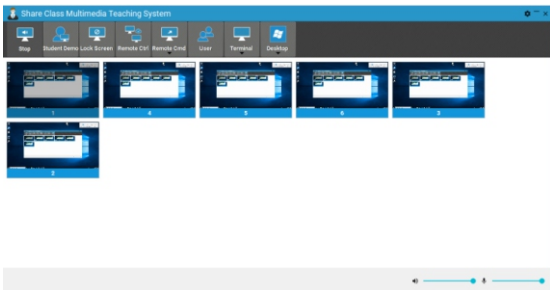 Share Class Multimedia Teaching System
Stop Student Demo Lock Screen Remote Ctrl Remote Cmd User Terminal Desktop
1 4 5 6 3
2